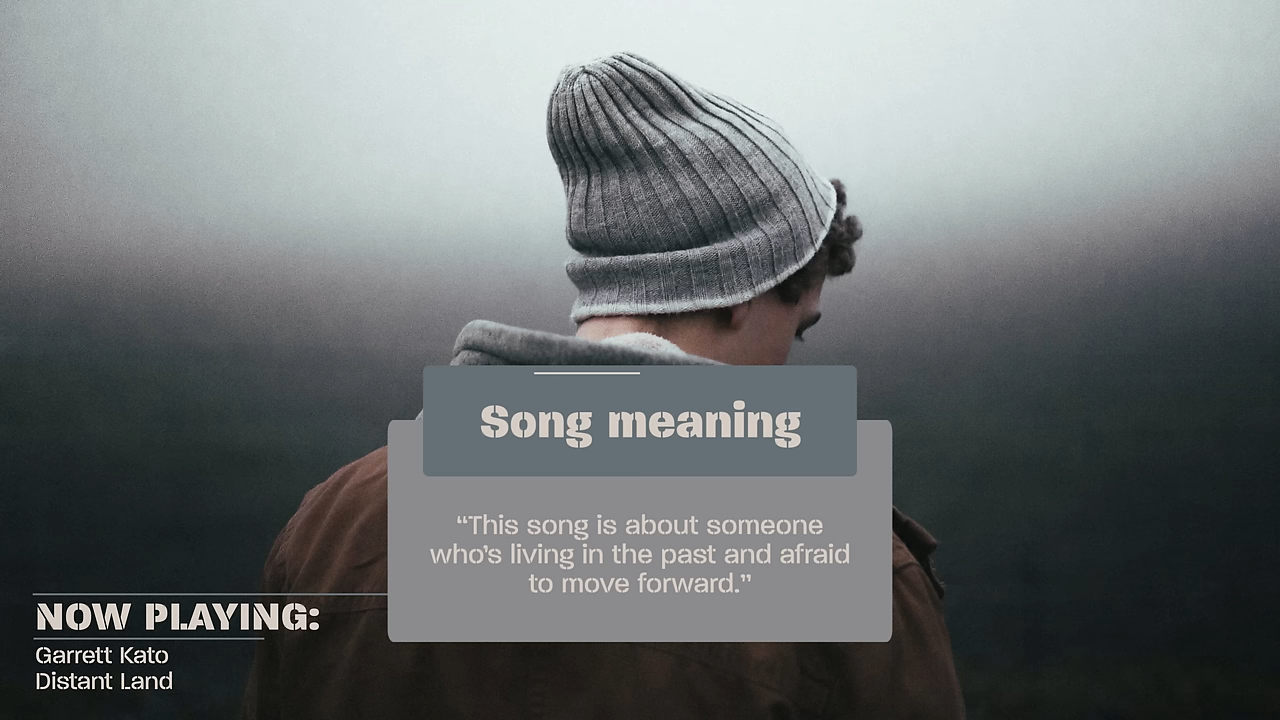 Song meaning
“This song is about someone
who’s living in the past and afraid
to move forward.”
NOW PLAYING:
Garrett Kato
Distant Land